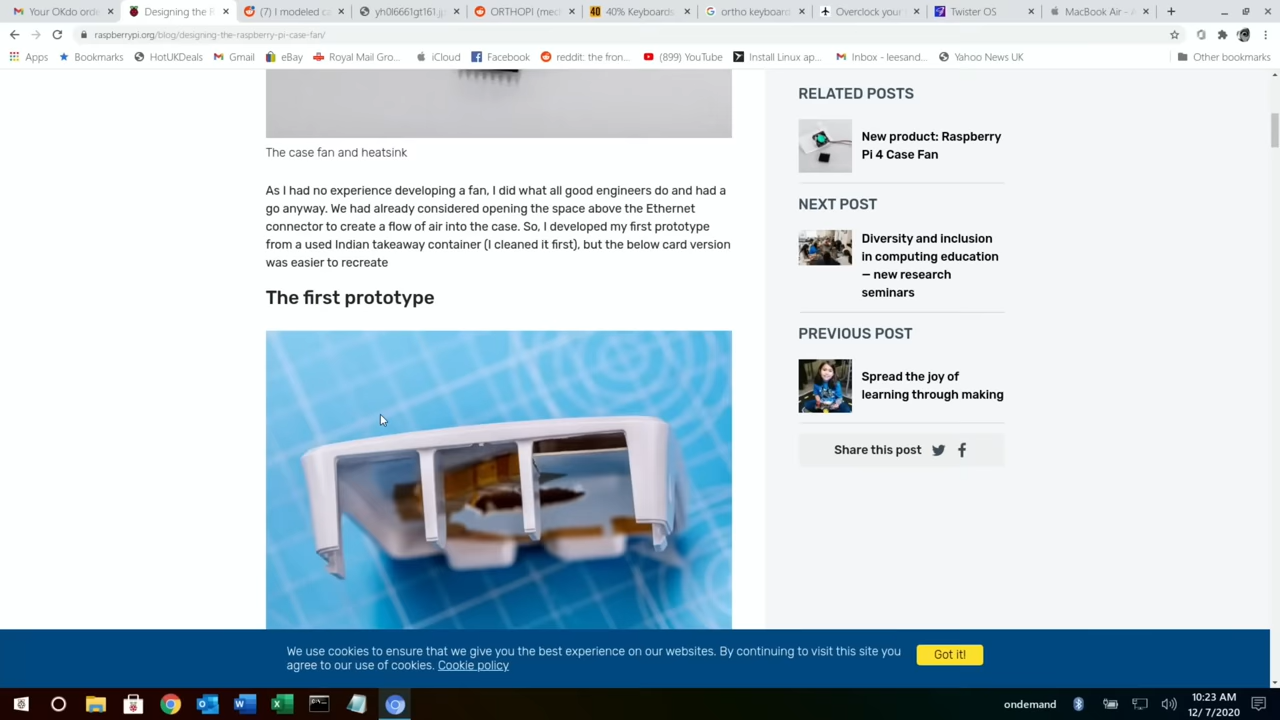 Your OKdo orde
Designing the R
(7) I modeled ca
yh0l6661gt161.jp
ORTHOPI (mec
40% Keyboards
ortho keyboard
Overclock your
Twister OS
MacBook Air - A
raspberrypi.org/blog/designing-the-raspberry-pi-case-fan/
Apps
Bookmarks
HotUKDeals
Gmail
eBay
Royal Mail Gro...
iCloud
Facebook
reddit: the fron...
(899) YouTube
Install Linux ap...
Inbox - leesand...
Yahoo News UK
Other bookmarks
The case fan and heatsink
As I had no experience developing a fan, I did what all good engineers do and had a
go anyway. We had already considered opening the space above the Ethernet
connector to create a flow of air into the case. So, I developed my first prototype
from a used Indian takeaway container (I cleaned it first), but the below card version
was easier to recreate
The first prototype
RELATED POSTS
New product: Raspberry
Pi 4 Case Fan
NEXT POST
Diversity and inclusion
in computing education
– new research
seminars
PREVIOUS POST
Spread the joy of
learning through making
Share this post
We use cookies to ensure that we give you the best experience on our websites. By continuing to visit this site you
agree to our use of cookies. Cookie policy
Got it!
ondemand
10:23 AM
12/ 7/2020